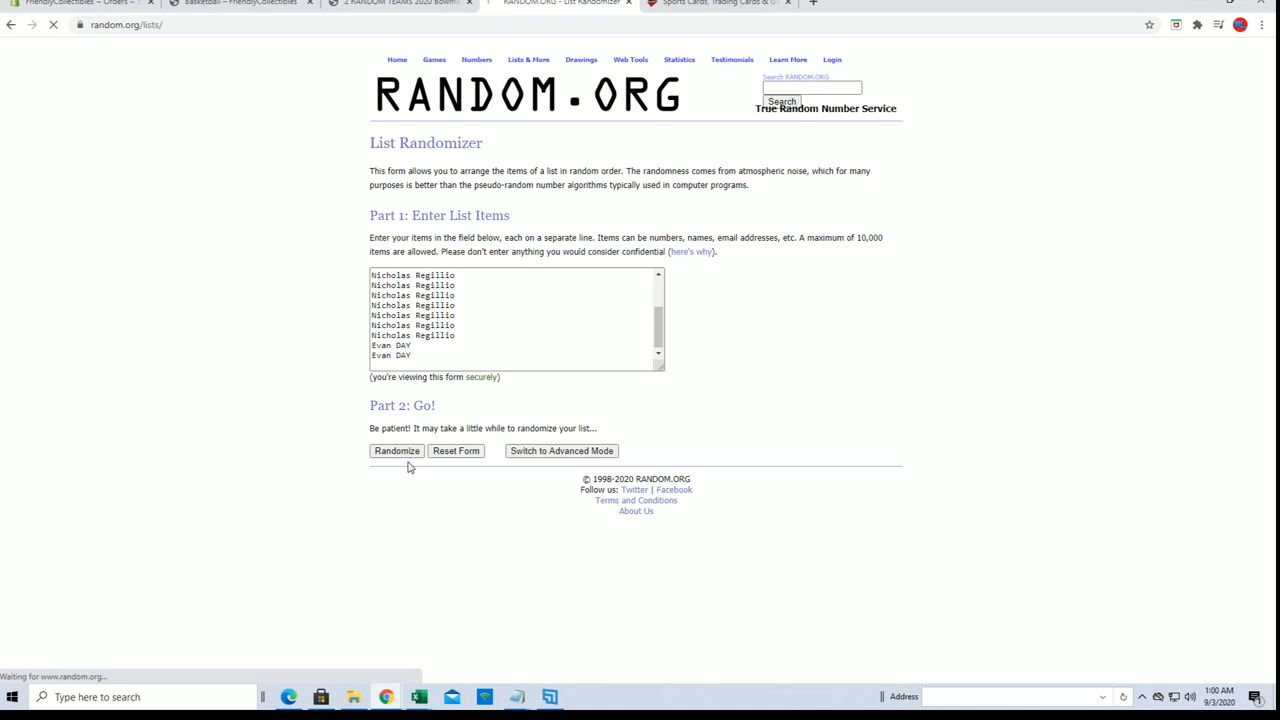 FriendlyCollectibles – Orders – S
Basketball – FriendlyCollectibles
2 RANDOM TEAMS 2020 Bowm
RANDOM.ORG - List Randomizer
Sports Cards, Trading Cards & G
random.org/lists/
Home Games Numbers Lists & More Drawings Web Tools Statistics Testimonials Learn More Login
RANDOM.ORG
Search RANDOM.ORG
Search
True Random Number Service
List Randomizer
This form allows you to arrange the items of a list in random order. The randomness comes from atmospheric noise, which for many
purposes is better than the pseudo-random number algorithms typically used in computer programs.
Part 1: Enter List Items
Enter your items in the field below, each on a separate line. Items can be numbers, names, email addresses, etc. A maximum of 10,000
items are allowed. Please don't enter anything you would consider confidential (here's why).
Nicholas Regillio
Nicholas Regillio
Nicholas Regillio
Nicholas Regillio
Nicholas Regillio
Nicholas Regillio
Nicholas Regillio
Evan DAY
Evan DAY
(you're viewing this form securely)
Part 2: Go!
Be patient! It may take a little while to randomize your list...
Randomize Reset Form Switch to Advanced Mode
© 1998-2020 RANDOM.ORG
Follow us: Twitter | Facebook
Terms and Conditions
About Us
Waiting for www.random.org...
Type here to search
Address
1:00 AM
9/3/2020